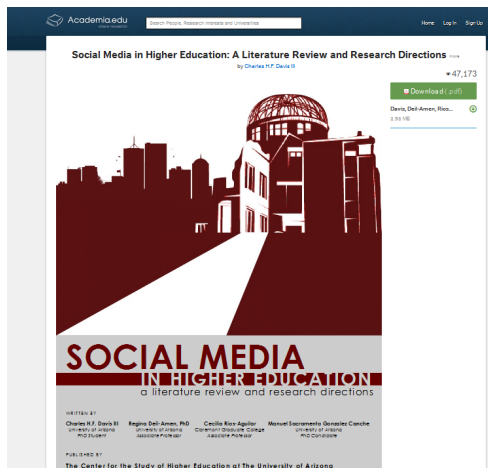 Academia.edu
Search People, Research Interests and Universities
Home Log In Sign Up
Social Media in Higher Education: A Literature Review and Research Directions more
by Charles H.F. Davis III
47,173
Download (.pdf)
Davis, Deil-Amen, Rios...
2.98 MB
SOCIAL MEDIA
IN HIGHER EDUCATION
a literature review and research directions
WRITTEN BY
Charles H.F. Davis III Regina Deil-Amen, PhD Cecilia Rios-Aguilar Manuel Sacramento Gonzalez Canche
University of Arizona University of Arizona Claremont Graduate College University of Arizona
PhD Student Associate Professor Associate Professor PhD Candidate
PUBLISHED BY
The Center for the Study of Higher Education at The University of Arizona